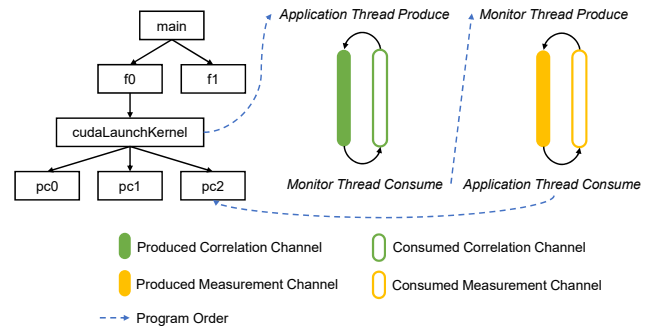 main
Application Thread Produce
Monitor Thread Produce
f0
f1
cudaLaunchKernel
pc0
pc1
pc2
Monitor Thread Consume
Application Thread Consume
Produced Correlation Channel
Consumed Correlation Channel
Produced Measurement Channel
Consumed Measurement Channel
Program Order